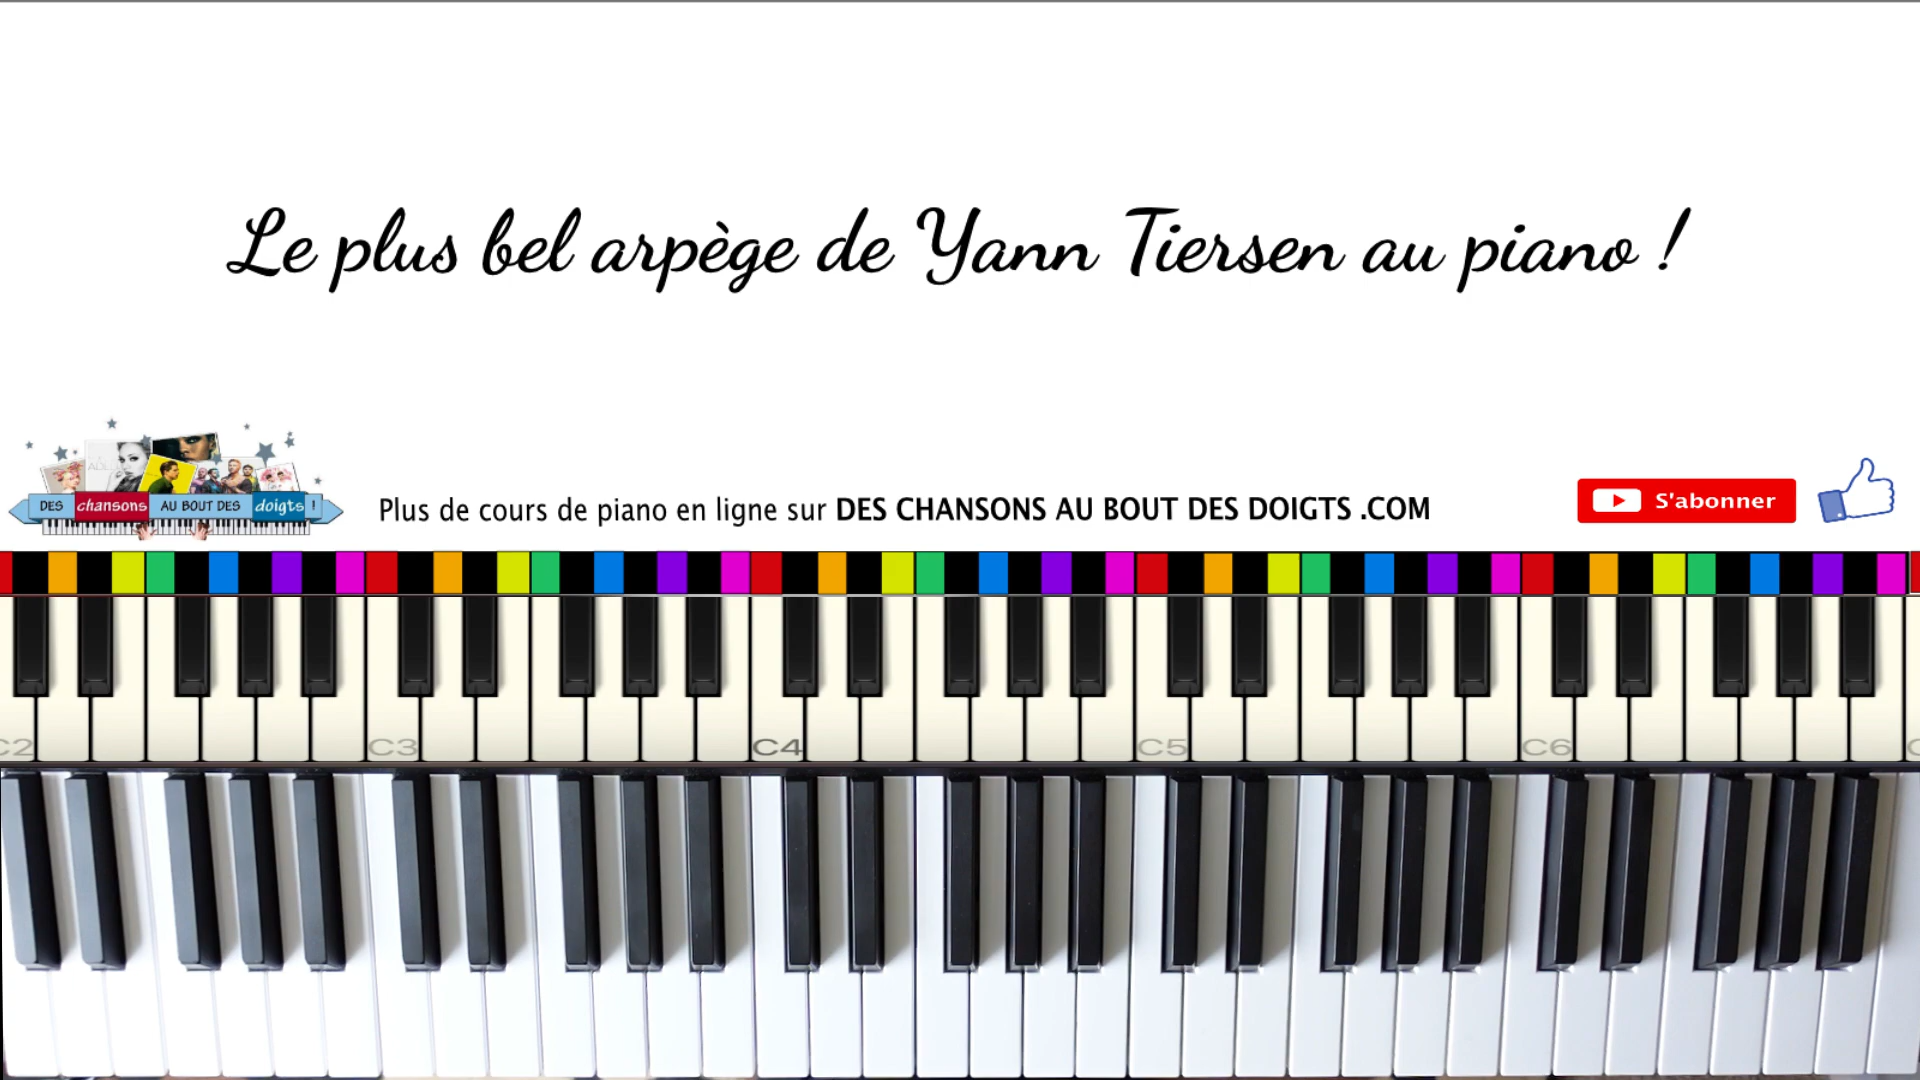 Le plus bel arpège de Yann Tiersen au piano !
DES chansons AU BOUT DES doigts !
Plus de cours de piano en ligne sur DES CHANSONS AU BOUT DES DOIGTS .COM
S'abonner
C2 C3 C4 C5 C6